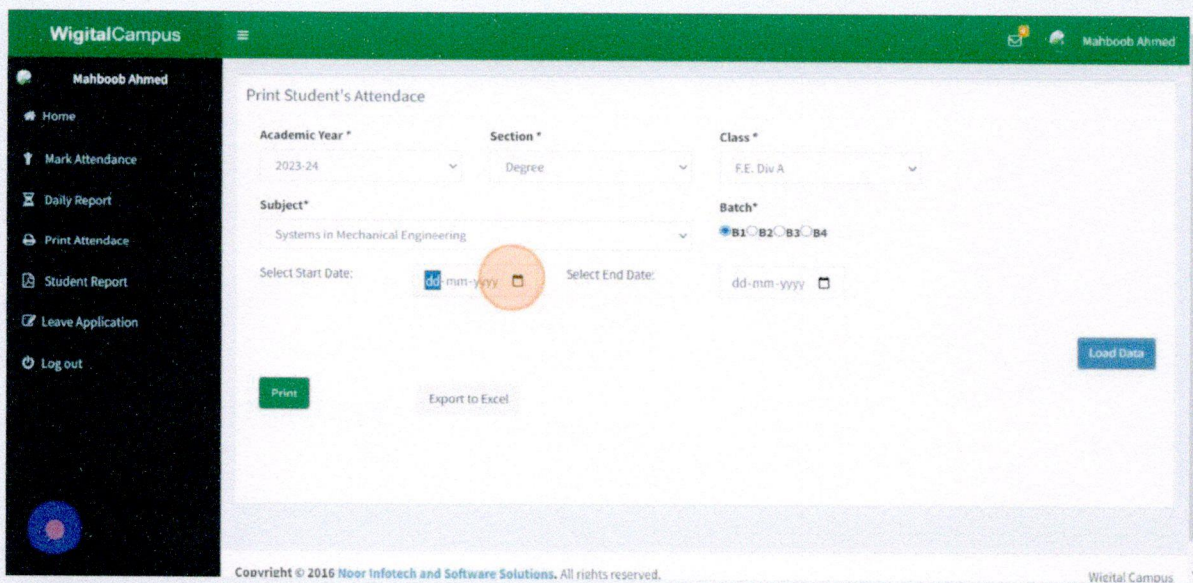 WigitalCampus
Mahboob Ahmed
Mahboob Ahmed
Home
Mark Attendance
Daily Report
Print Attendace
Student Report
Leave Application
Log out
Print Student's Attendace
Academic Year * Section * Class *
2023-24 Degree F.E. Div A
Subject* Batch*
Systems in Mechanical Engineering B1 B2 B3 B4
Select Start Date: dd-mm-yyyy Select End Date: dd-mm-yyyy
Load Data
Print Export to Excel
Copyright © 2016 Noor Infotech and Software Solutions. All rights reserved. Wigital Campus